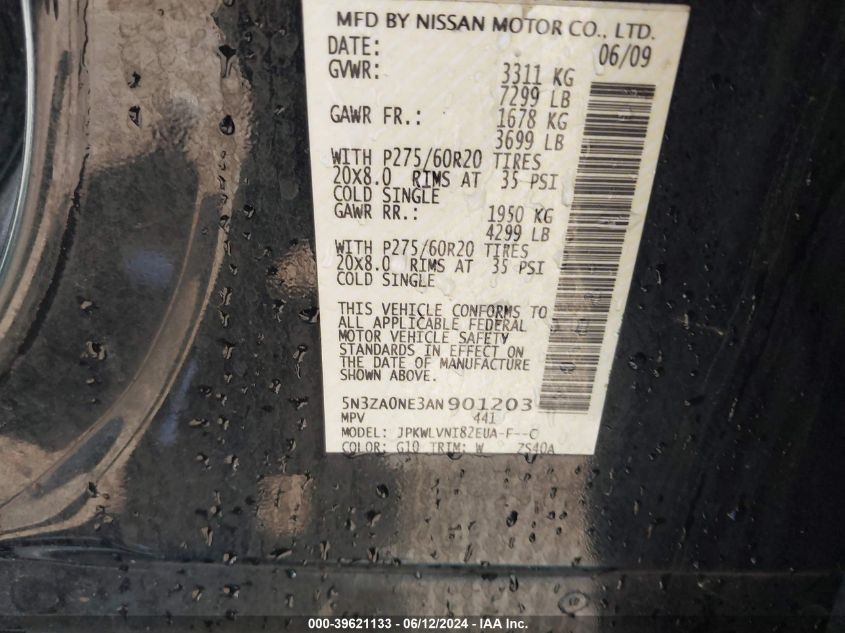 MFD BY NISSAN MOTOR CO., LTD.
DATE: 06/09
GVWR: 3311 KG
7299 LB
GAWR FR.: 1678 KG
3699 LB
WITH P275/60R20 TIRES
20X8.0 RIMS AT 35 PSI
COLD SINGLE
GAWR RR.: 1950 KG
4299 LB
WITH P275/60R20 TIRES
20X8.0 RIMS AT 35 PSI
COLD SINGLE
THIS VEHICLE CONFORMS TO
ALL APPLICABLE FEDERAL
MOTOR VEHICLE SAFETY
STANDARDS IN EFFECT ON
THE DATE OF MANUFACTURE
SHOWN ABOVE.
5N3ZA0NE3AN901203
MPV 441
MODEL: JPKWLVNI82EUA-F--C
COLOR: G10 TRIM: W ZS40A
000-39621133 - 06/12/2024 - IAA Inc.